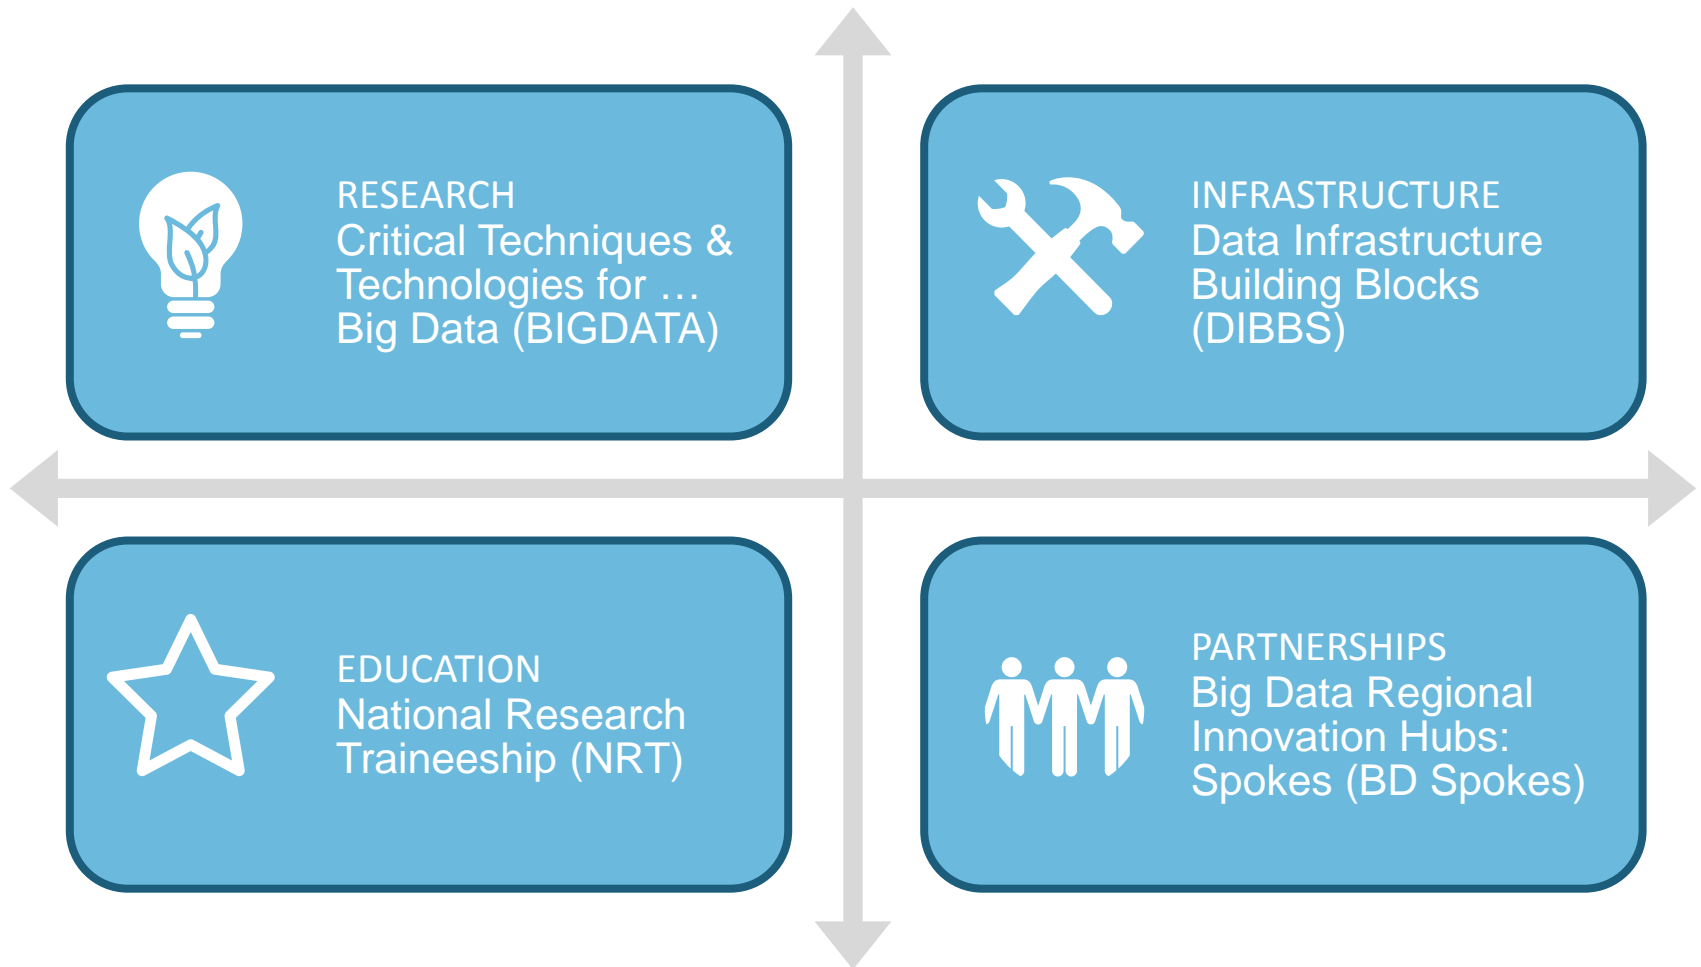 RESEARCH
Critical Techniques &
Technologies for …
Big Data (BIGDATA)
INFRASTRUCTURE
Data Infrastructure
Building Blocks
(DIBBS)
EDUCATION
National Research
Traineeship (NRT)
PARTNERSHIPS
Big Data Regional
Innovation Hubs:
Spokes (BD Spokes)